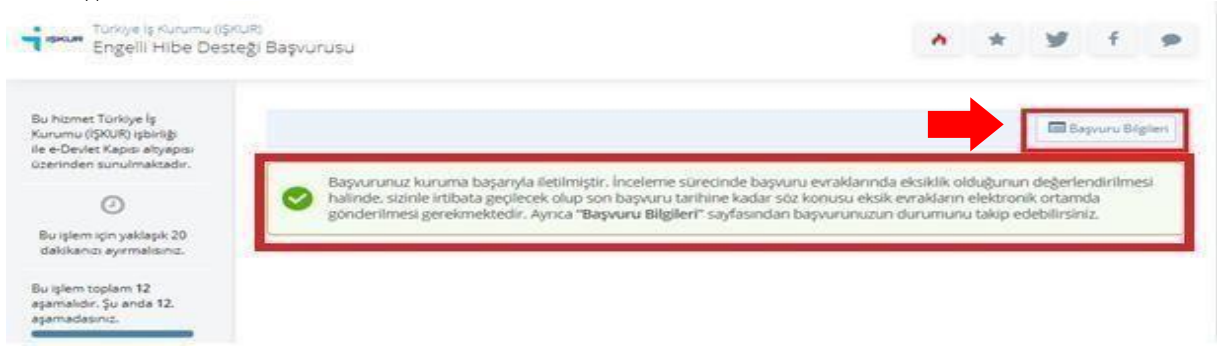 Türkiye İş Kurumu (İŞKUR)
İŞKUR
Engelli Hibe Desteği Başvurusu
Bu hizmet Türkiye İş
Kurumu (İŞKUR) işbirliği
ile e-Devlet Kapısı altyapısı
üzerinden sunulmaktadır.
Bu işlem için yaklaşık 20
dakikanızı ayırmalısınız.
Bu işlem toplam 12
aşamalıdır. Şu anda 12.
aşamadasınız.
Başvuru Bilgileri
Başvurunuz kuruma başarıyla iletilmiştir. İnceleme sürecinde başvuru evraklarında eksiklik olduğunun değerlendirilmesi
halinde, sizinle irtibata geçilecek olup son başvuru tarihine kadar söz konusu eksik evrakların elektronik ortamda
gönderilmesi gerekmektedir. Ayrıca "Başvuru Bilgileri" sayfasından başvurunuzun durumunu takip edebilirsiniz.